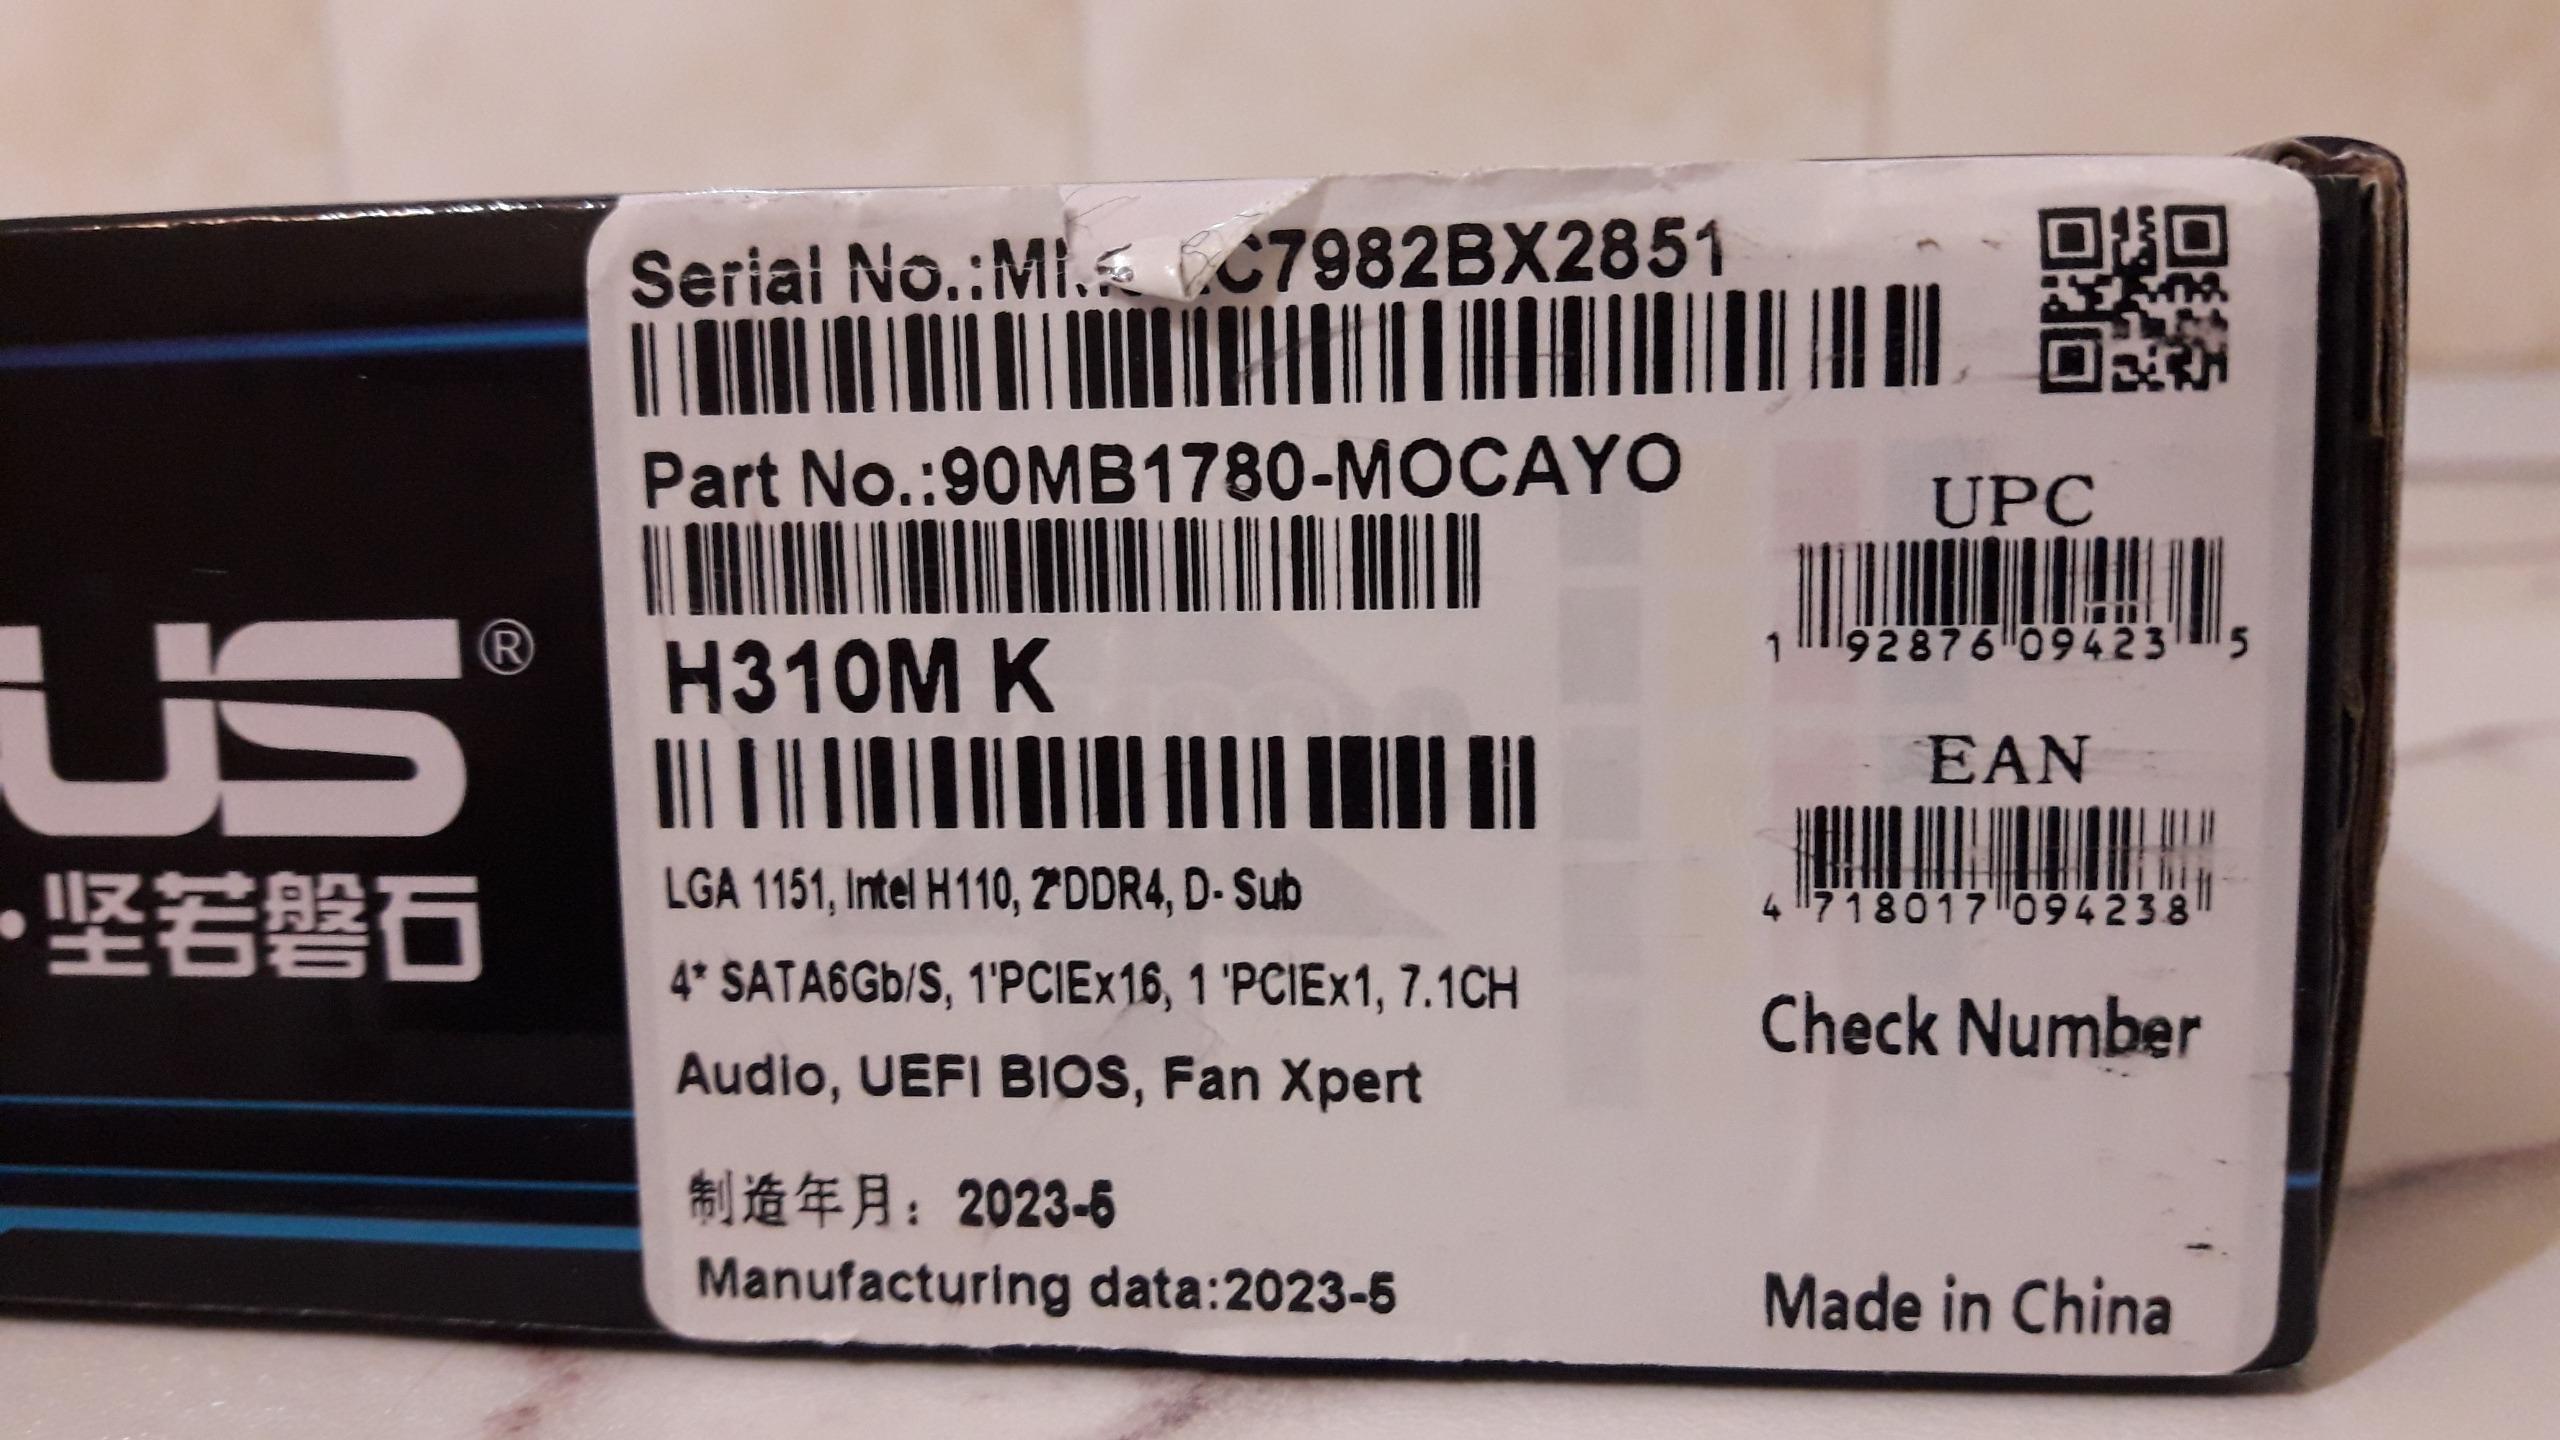 Serial No.:
C7982BX2851
Part No.:90MB1780-MOCAYO
H310M K
LGA 1151, Intel H110, 2*DDR4, D- Sub
4* SATA6Gb/S, 1'PCIEx16, 1 'PCIEx1, 7.1CH
Audio, UEFI BIOS, Fan Xpert
制造年月：2023-5
Manufacturing data:2023-5
UPC
1 92876 09423 5
EAN
4 718017 094238
Check Number
Made in China
US®
·坚若磐石